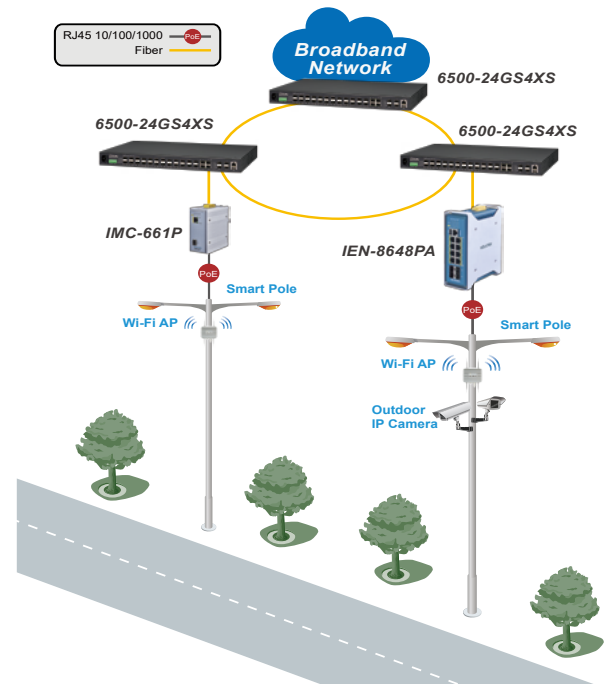 RJ45 10/100/1000 PoE
Fiber
Broadband
Network
6500-24GS4XS
6500-24GS4XS
6500-24GS4XS
IMC-661P
IEN-8648PA
PoE
Smart Pole
Wi-Fi AP
PoE
Smart Pole
Wi-Fi AP
Outdoor
IP Camera